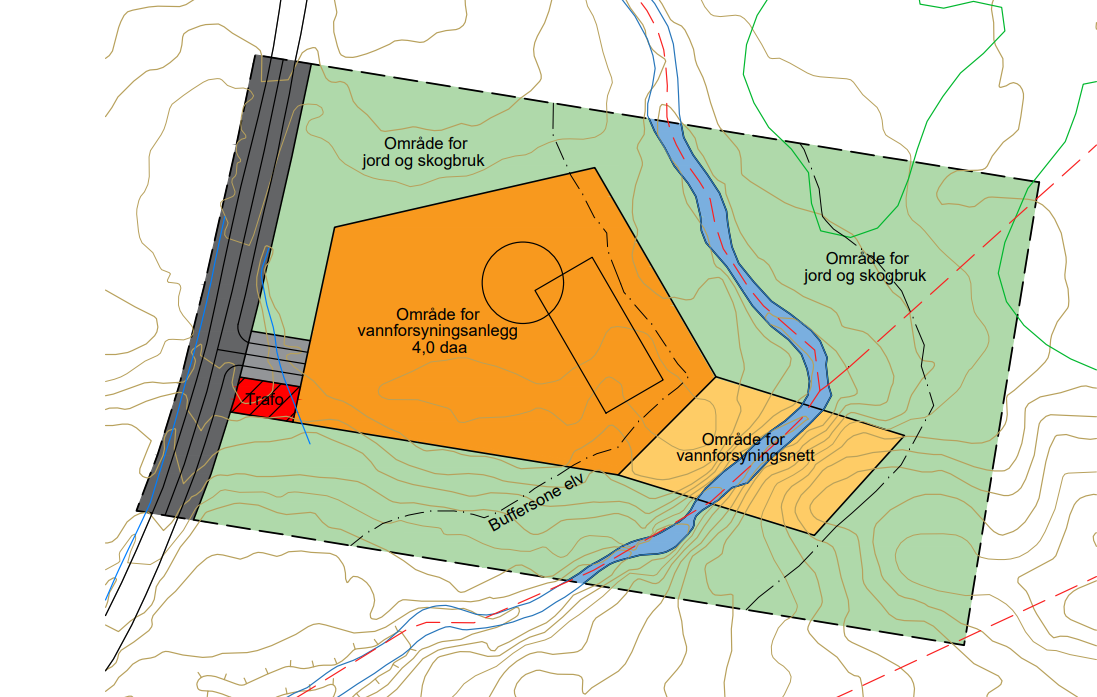 Område for
jord og skogbruk
Område for
jord og skogbruk
Område for
vannforsyningsanlegg
4,0 daa
Trafo
Område for
vannforsyningsnett
Buffersone elv